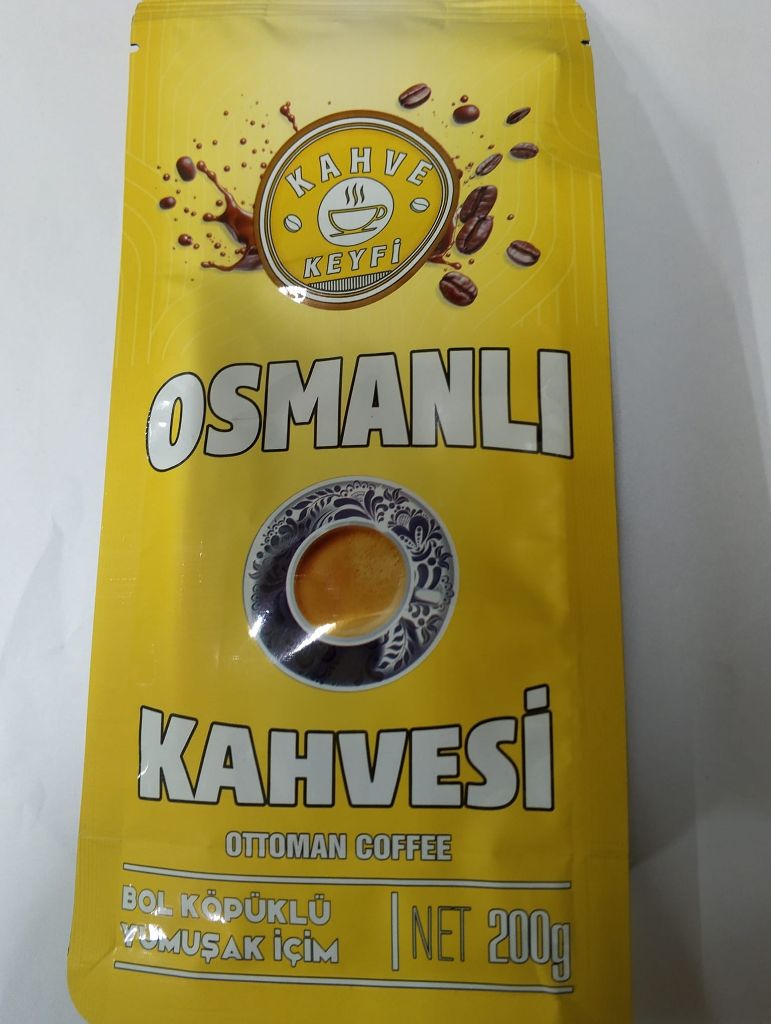 KAHVE
KEYFİ
OSMANLI
KAHVESİ
OTTOMAN COFFEE
BOL KÖPÜKLÜ
YUMUŞAK İÇİM
NET 200g